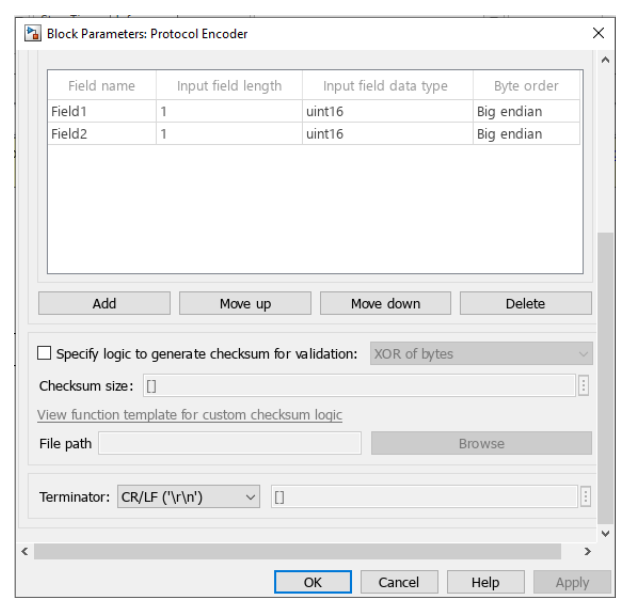 Block Parameters: Protocol Encoder
Field name Input field length Input field data type Byte order
Field1 1 uint16 Big endian
Field2 1 uint16 Big endian
Add Move up Move down Delete
Specify logic to generate checksum for validation: XOR of bytes
Checksum size: []
View function template for custom checksum logic
File path Browse
Terminator: CR/LF ('\r\n') []
OK Cancel Help Apply